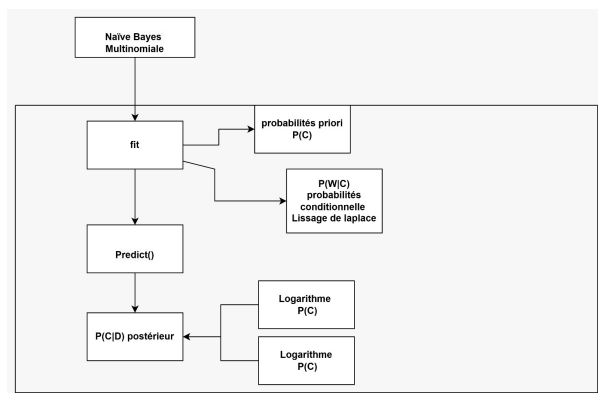 Naïve Bayes
Multinomiale
fit
probabilités priori
P(C)
P(W|C)
probabilités
conditionnelle
Lissage de laplace
Predict()
P(C|D) postérieur
Logarithme
P(C)
Logarithme
P(C)